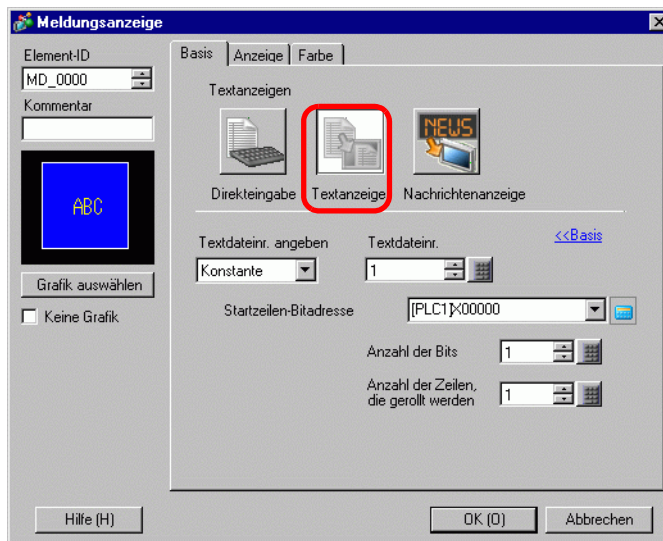 Meldungsanzeige
Element-ID
MD_0000
Kommentar
ABC
Grafik auswählen
Keine Grafik
Basis Anzeige Farbe
Textanzeigen
NEWS
Direkteingabe Textanzeige Nachrichtenanzeige
<<Basis
Textdateinr. angeben Textdateinr.
Konstante 1
Startzeilen-Bitadresse [PLC1]X00000
Anzahl der Bits 1
Anzahl der Zeilen,
die gerollt werden 1
Hilfe (H) OK (O) Abbrechen